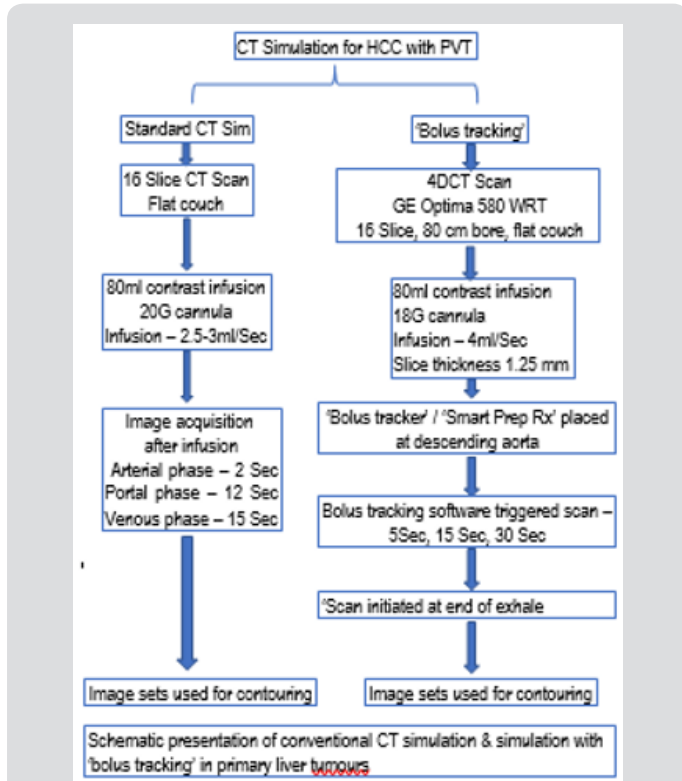 CT Simulation for HCC with PVT
Standard CT Sim
16 Slice CT Scan
Flat couch
80ml contrast infusion
20G cannula
Infusion – 2.5-3ml/Sec
Image acquisition
after infusion
Arterial phase – 2 Sec
Portal phase – 12 Sec
Venous phase – 15 Sec
Image sets used for contouring
'Bolus tracking'
4DCT Scan
GE Optima 580 WRT
16 Slice, 80 cm bore, flat couch
80ml contrast infusion
18G cannula
Infusion – 4ml/Sec
Slice thickness 1.25 mm
'Bolus tracker' / 'Smart Prep Rx' placed
at descending aorta
Bolus tracking software triggered scan –
5Sec, 15 Sec, 30 Sec
'Scan initiated at end of exhale
Image sets used for contouring
Schematic presentation of conventional CT simulation & simulation with
'bolus tracking' in primary liver tumours